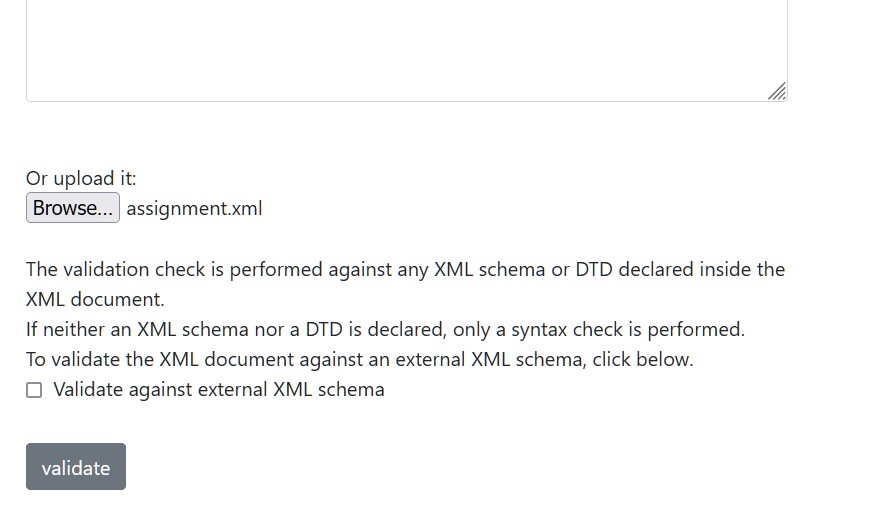 Or upload it:
Browse... assignment.xml
The validation check is performed against any XML schema or DTD declared inside the
XML document.
If neither an XML schema nor a DTD is declared, only a syntax check is performed.
To validate the XML document against an external XML schema, click below.
Validate against external XML schema
validate